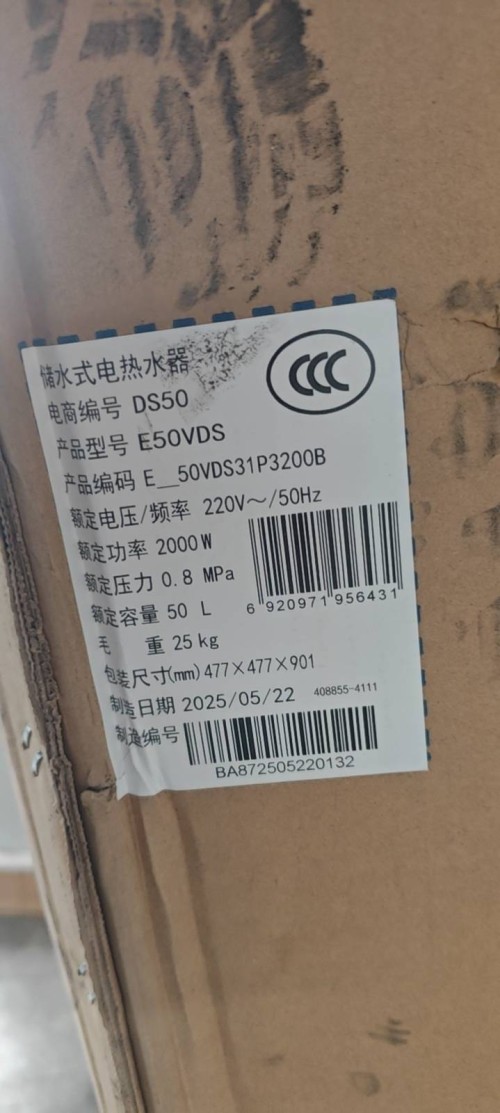 储水式电热水器
CCC
电商编号 DS50
产品型号 E50VDS
产品编码 E__50VDS31P3200B
额定电压/频率 220V～/50Hz
额定功率 2000W
额定压力 0.8 MPa
6 920971 956431
额定容量 50 L
毛 重 25kg
包装尺寸(mm) 477×477×901
制造日期 2025/05/22 408855-4111
制造编号
BA872505220132